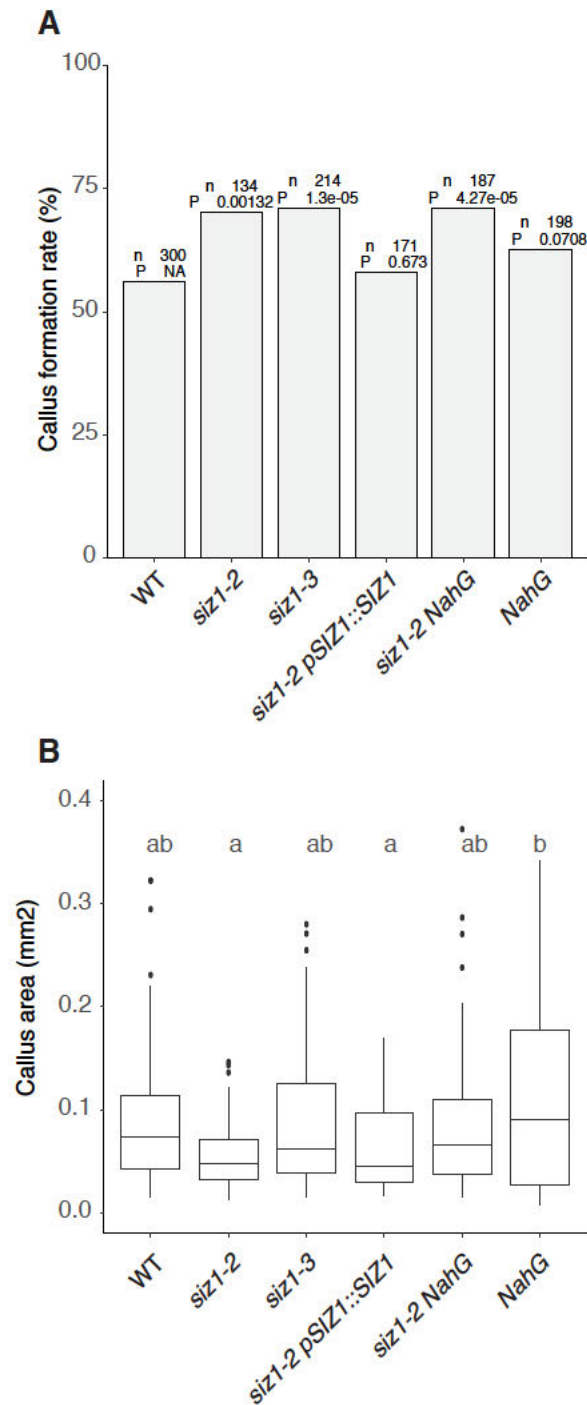 A
Callus formation rate (%)
100
75
50
25
0
n 300
P NA
n 134
P 0.00132
n 214
P 1.3e-05
n 171
P 0.673
n 187
P 4.27e-05
n 198
P 0.0708
WT
siz1-2
siz1-3
siz1-2 pSIZ1::SIZ1
siz1-2 NahG
NahG
B
Callus area (mm2)
0.4
0.3
0.2
0.1
0.0
ab a ab a ab b
WT
siz1-2
siz1-3
siz1-2 pSIZ1::SIZ1
siz1-2 NahG
NahG